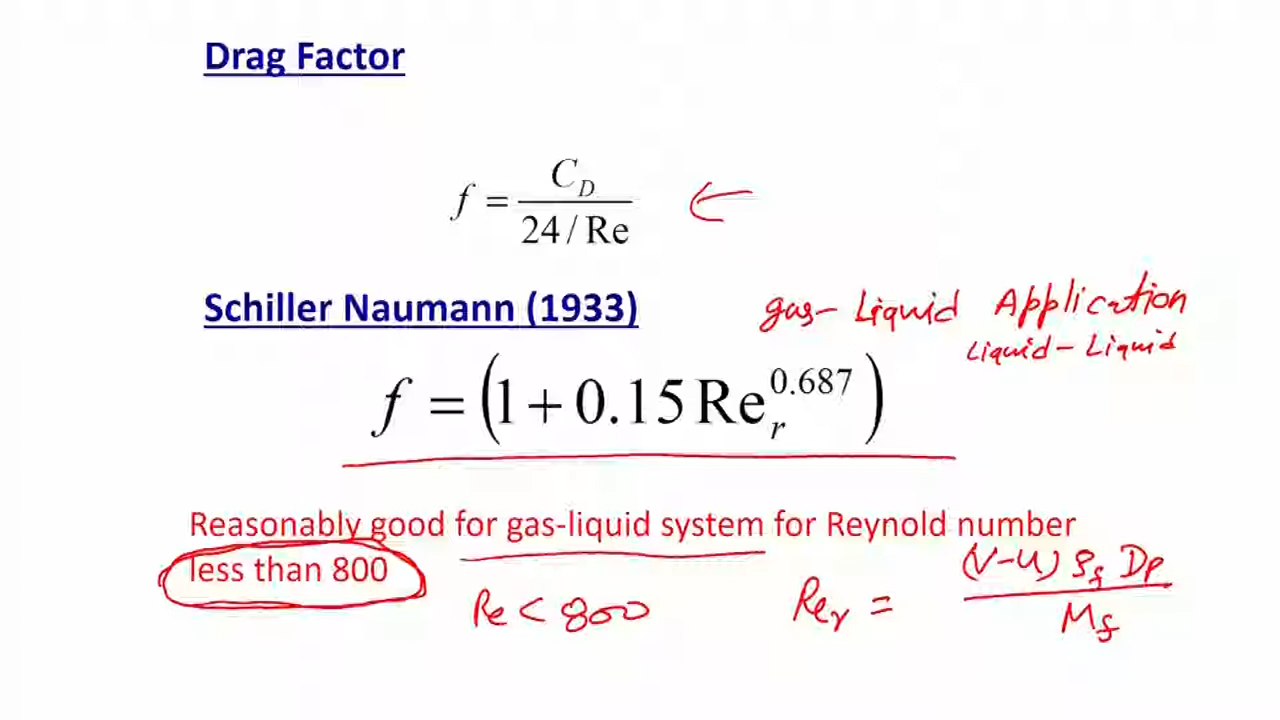 Drag Factor
f = C_D / (24 / Re)
Schiller Naumann (1933)
gas-Liquid Application
Liquid-Liquid
f = (1 + 0.15 Re_r^0.687)
Reasonably good for gas-liquid system for Reynold number
less than 800
Re < 800
Re_r = (V-U) ρ_f D_p / μ_f